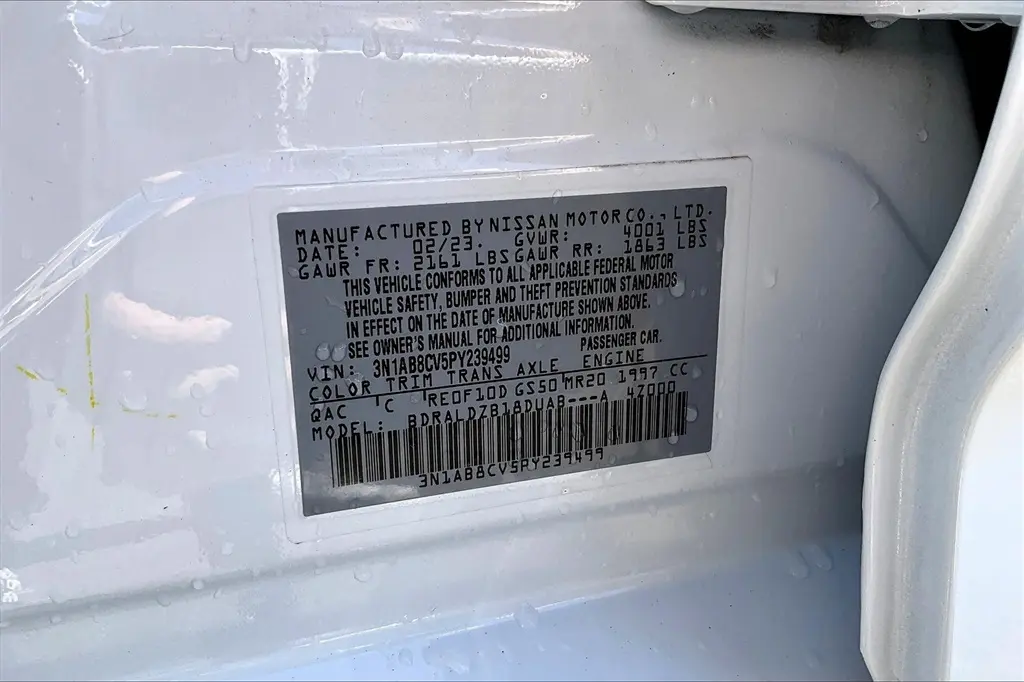 MANUFACTURED BY NISSAN MOTOR CO., LTD.
DATE: 02/23. GVWR: 4001 LBS
GAWR FR: 2161 LBS GAWR RR: 1863 LBS
THIS VEHICLE CONFORMS TO ALL APPLICABLE FEDERAL MOTOR
VEHICLE SAFETY, BUMPER AND THEFT PREVENTION STANDARDS
IN EFFECT ON THE DATE OF MANUFACTURE SHOWN ABOVE.
SEE OWNER'S MANUAL FOR ADDITIONAL INFORMATION.
VIN: 3N1AB8CV5PY239499 PASSENGER CAR.
COLOR TRIM TRANS AXLE ENGINE
QAC 'C RE0F10D GS50 MR20 1997 CC
MODEL: BDRALDZB18DUAB---A 4Z000
3N1AB8CV5PY239499